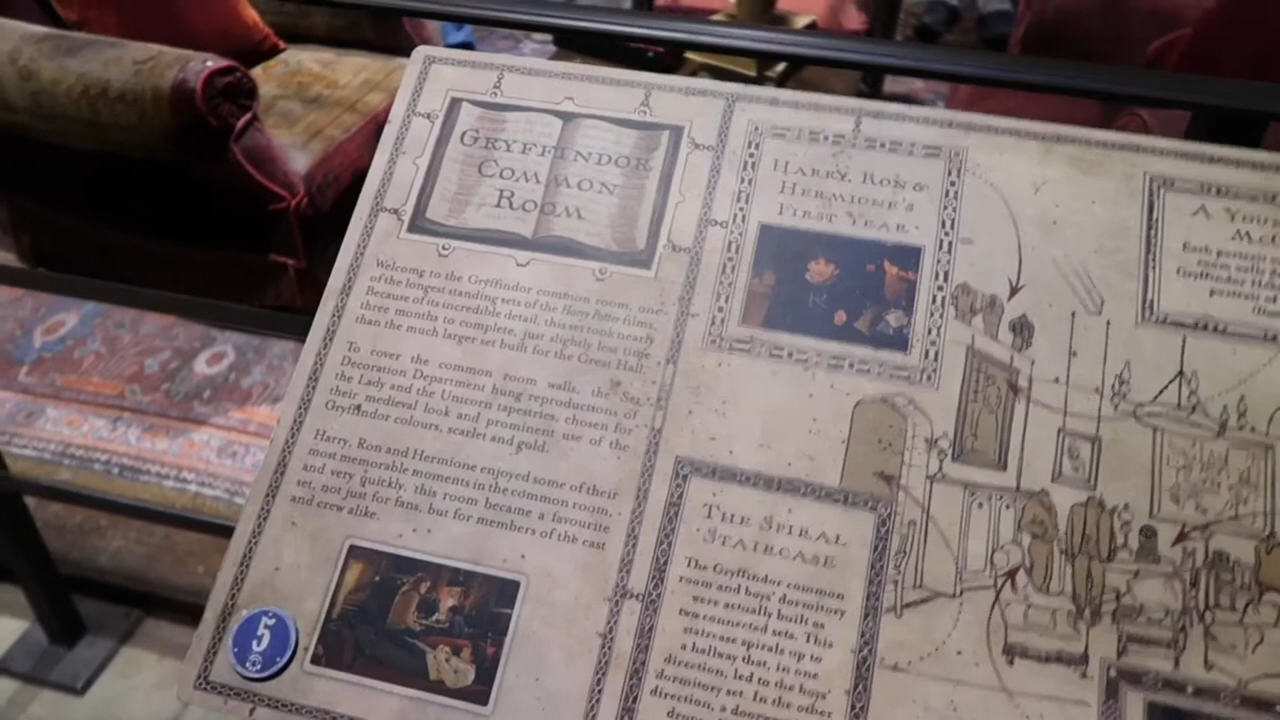 GRYFFINDOR
COMMON
ROOM
Welcome to the Gryffindor common room, one
of the longest standing sets of the Harry Potter films.
Because of its incredible detail, this set took nearly
three months to complete, just slightly less time
than the much larger set built for the Great Hall.
To cover the common room walls, the Set
Decoration Department hung reproductions of
the Lady and the Unicorn tapestries, chosen for
their medieval look and prominent use of the
Gryffindor colours, scarlet and gold.
Harry, Ron and Hermione enjoyed some of their
most memorable moments in the common room,
and very quickly, this room became a favourite
set, not just for fans, but for members of the cast
and crew alike.
5
HARRY, RON &
HERMIONE'S
FIRST YEAR
THE SPIRAL
STAIRCASE
The Gryffindor common
room and boys' dormitory
were actually built as
two connected sets. This
staircase spirals up to
a hallway that, in one
direction, led to the boys'
dormitory set. In the other
direction, a
A
Each portrait
Gryffindor
portrait of